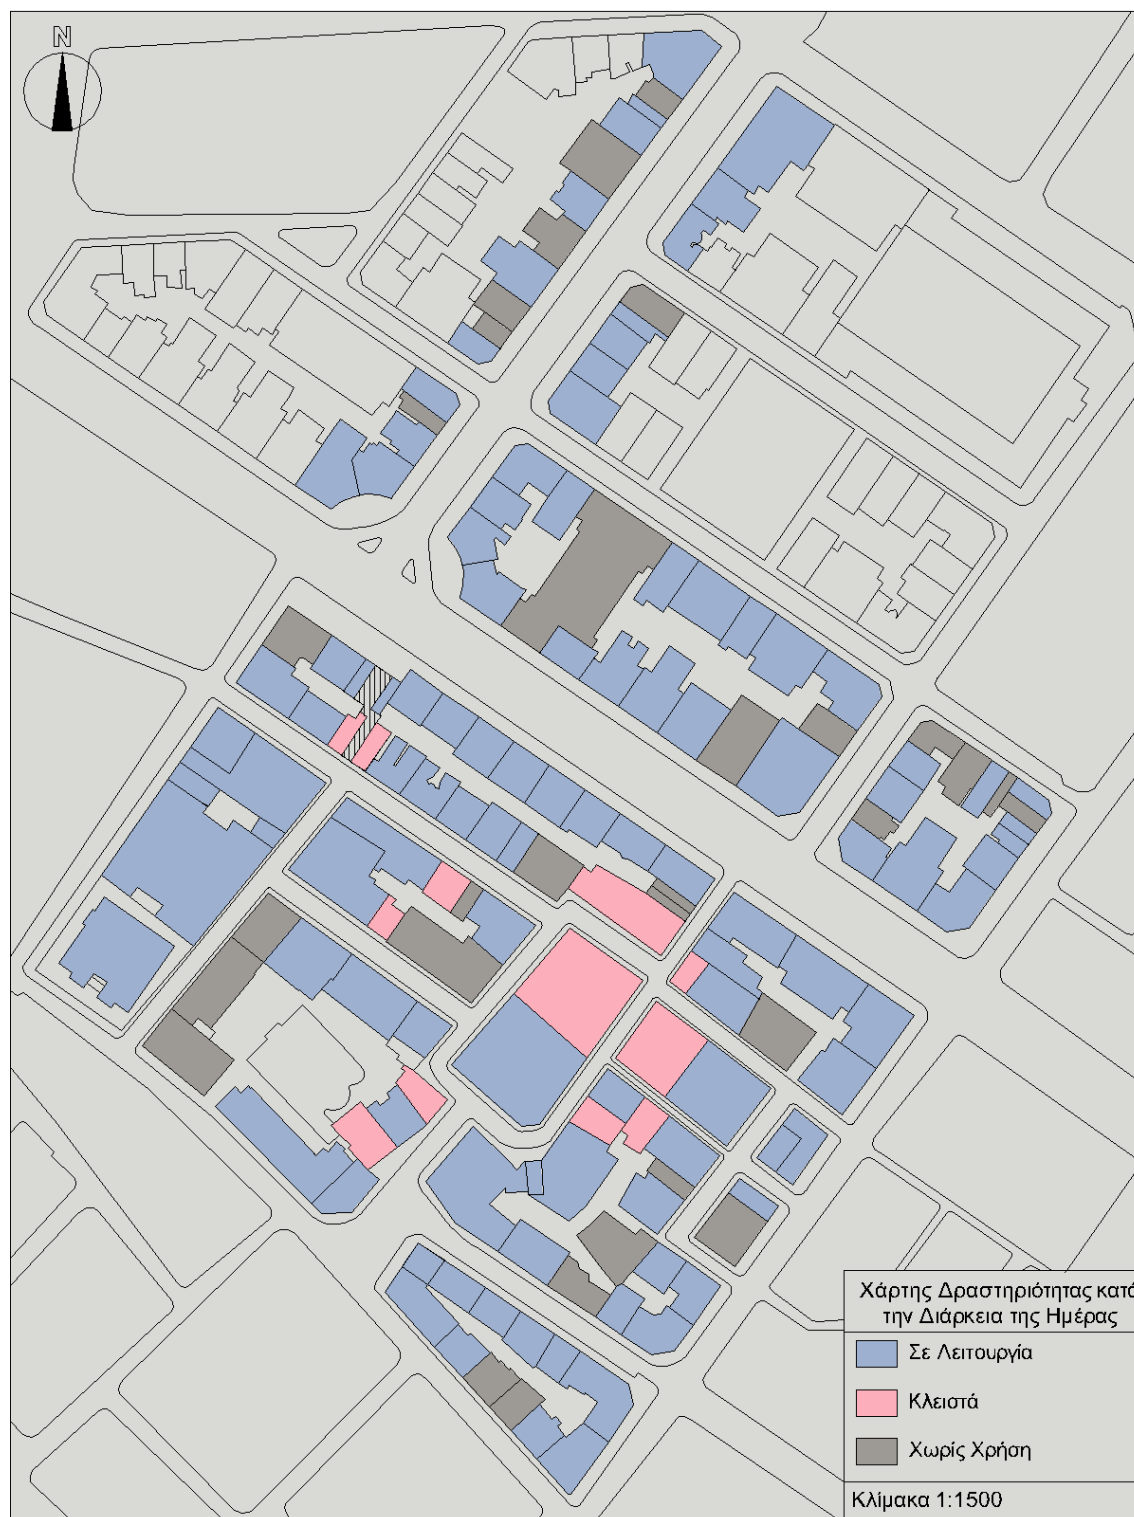 N
Χάρτης Δραστηριότητας κατά
την Διάρκεια της Ημέρας
Σε Λειτουργία
Κλειστά
Χωρίς Χρήση
Κλίμακα 1:1500